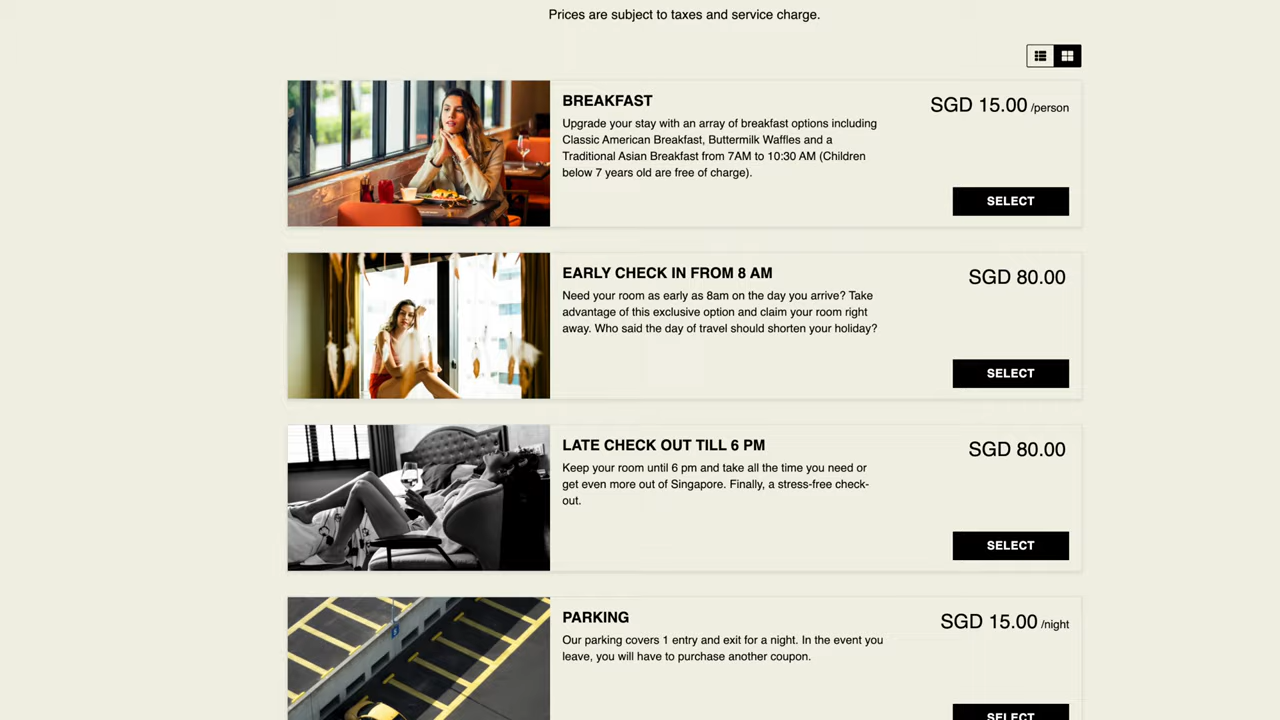 Prices are subject to taxes and service charge.
BREAKFAST
SGD 15.00 /person
Upgrade your stay with an array of breakfast options including
Classic American Breakfast, Buttermilk Waffles and a
Traditional Asian Breakfast from 7AM to 10:30 AM (Children
below 7 years old are free of charge).
SELECT
EARLY CHECK IN FROM 8 AM
SGD 80.00
Need your room as early as 8am on the day you arrive? Take
advantage of this exclusive option and claim your room right
away. Who said the day of travel should shorten your holiday?
SELECT
LATE CHECK OUT TILL 6 PM
SGD 80.00
Keep your room until 6 pm and take all the time you need or
get even more out of Singapore. Finally, a stress-free check-
out.
SELECT
PARKING
SGD 15.00 /night
Our parking covers 1 entry and exit for a night. In the event you
leave, you will have to purchase another coupon.
SELECT